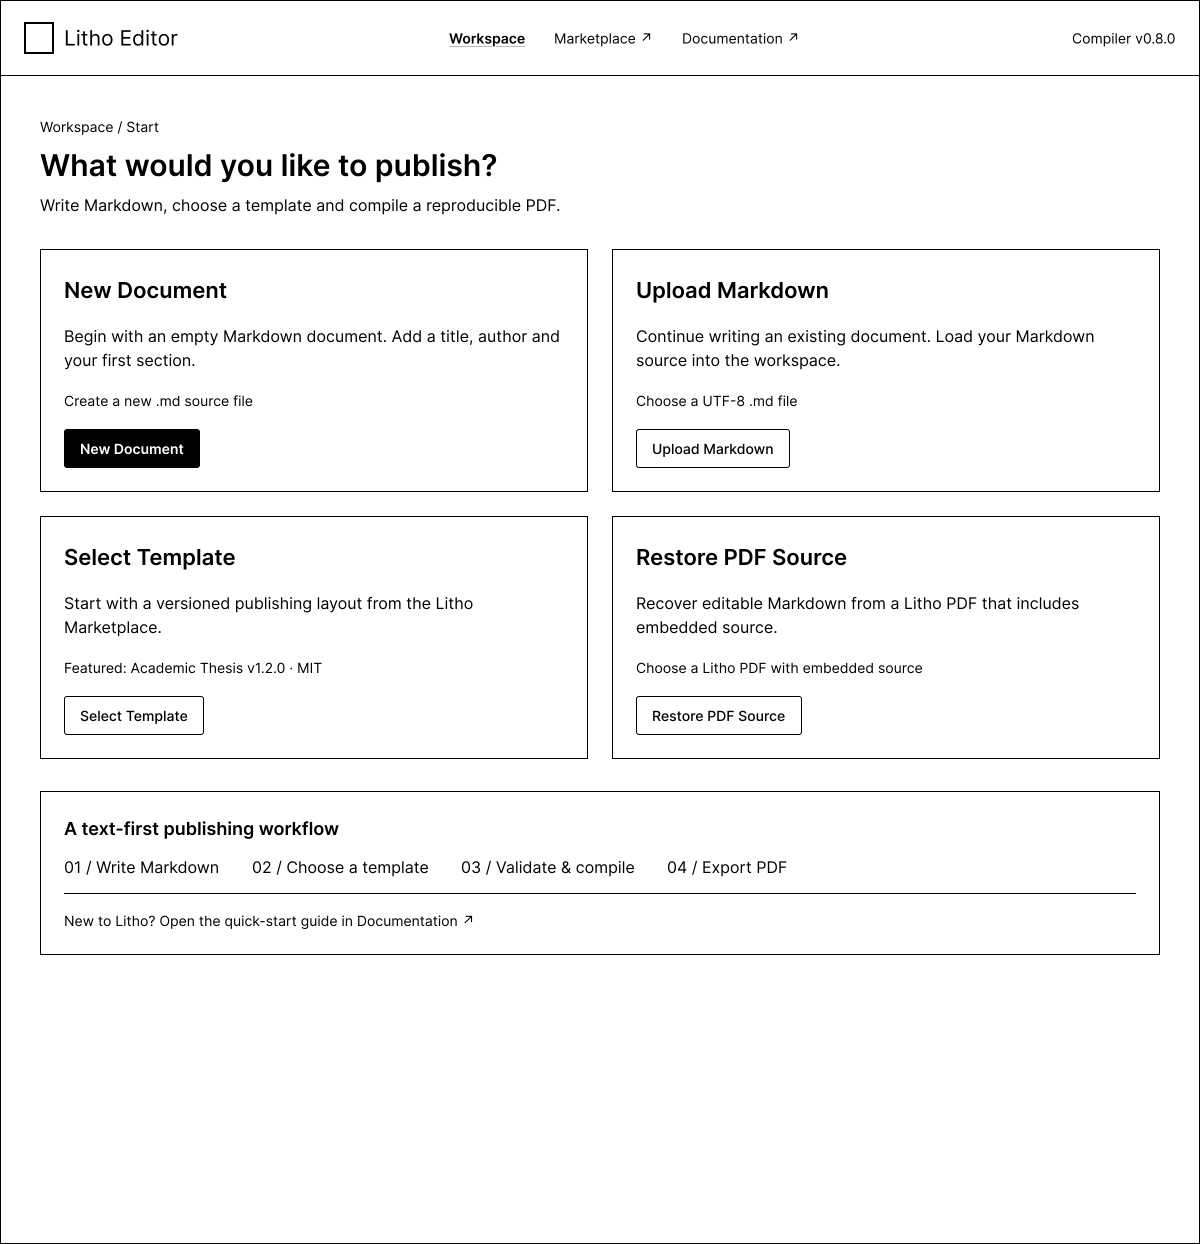 Litho Editor
Workspace
Marketplace ↗
Documentation ↗
Compiler v0.8.0
Workspace / Start
What would you like to publish?
Write Markdown, choose a template and compile a reproducible PDF.
New Document
Begin with an empty Markdown document. Add a title, author and
your first section.
Create a new .md source file
New Document
Upload Markdown
Continue writing an existing document. Load your Markdown
source into the workspace.
Choose a UTF-8 .md file
Upload Markdown
Select Template
Start with a versioned publishing layout from the Litho
Marketplace.
Featured: Academic Thesis v1.2.0 · MIT
Select Template
Restore PDF Source
Recover editable Markdown from a Litho PDF that includes
embedded source.
Choose a Litho PDF with embedded source
Restore PDF Source
A text-first publishing workflow
01 / Write Markdown
02 / Choose a template
03 / Validate & compile
04 / Export PDF
New to Litho? Open the quick-start guide in Documentation ↗